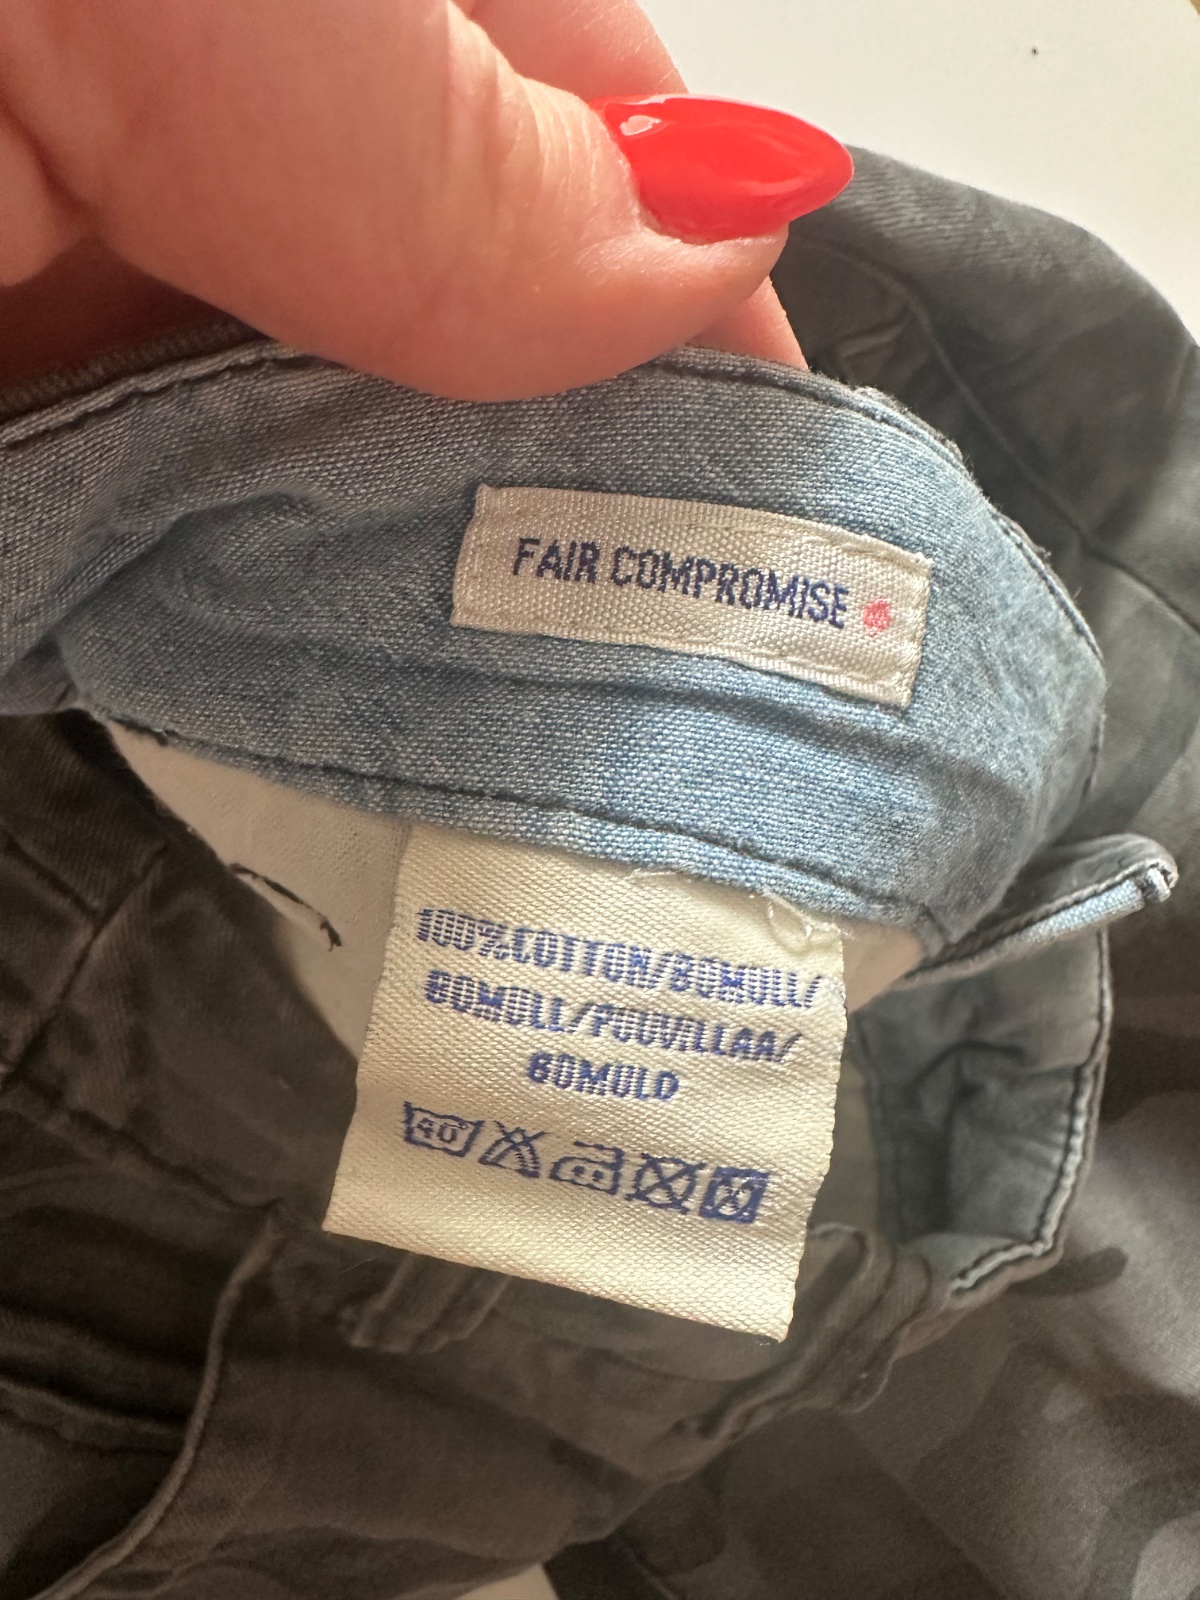 FAIR COMPROMISE
100%COTTON/BOMULL/
BOMULL/PUUVILLAA/
BOMULD
40°